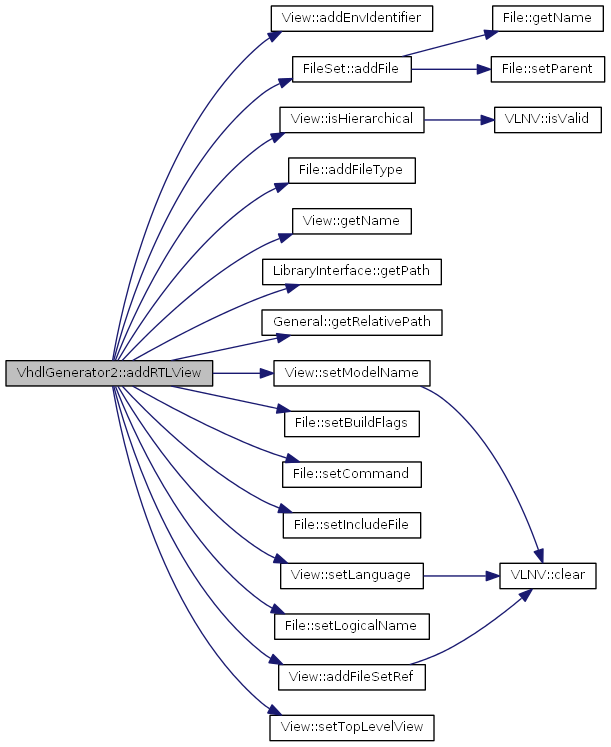 View::addEnvIdentifier
File::getName
FileSet::addFile
File::setParent
View::isHierarchical
VLNV::isValid
File::addFileType
View::getName
LibraryInterface::getPath
General::getRelativePath
VhdlGenerator2::addRTLView
View::setModelName
File::setBuildFlags
File::setCommand
File::setIncludeFile
View::setLanguage
VLNV::clear
File::setLogicalName
View::addFileSetRef
View::setTopLevelView